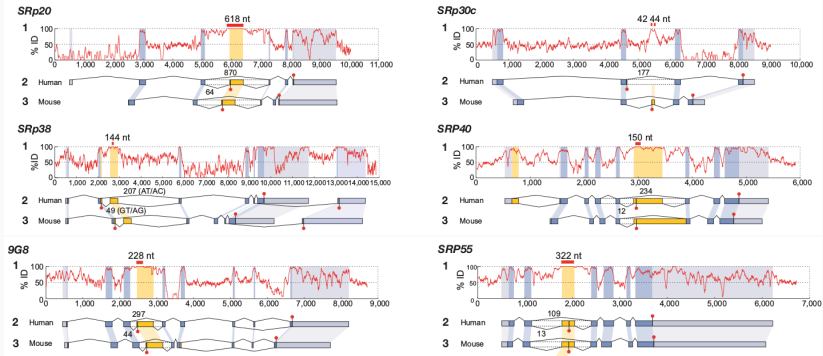 SRp20
618 nt
1
% ID
100
50
0
0 1,000 2,000 3,000 4,000 5,000 6,000 7,000 8,000 9,000 10,000 11,000
870
2 Human
64
3 Mouse
SRp30c
42 44 nt
1
% ID
100
50
0
0 1,000 2,000 3,000 4,000 5,000 6,000 7,000 8,000 9,000 10,000
177
2 Human
3 Mouse
SRp38
144 nt
1
%ID
100
50
0
0 1,000 2,000 3,000 4,000 5,000 6,000 7,000 8,000 9,000 10,000 11,000 12,000 13,000 14,000 15,000
207 (AT/AC)
2 Human
49 (GT/AG)
3 Mouse
SRP40
150 nt
1
%ID
100
50
0
0 1,000 2,000 3,000 4,000 5,000 6,000
234
2 Human
12
3 Mouse
9G8
228 nt
1
% ID
100
50
0
0 1,000 2,000 3,000 4,000 5,000 6,000 7,000 8,000 9,000
297
2 Human
44
3 Mouse
SRP55
322 nt
1
% ID
100
50
0
0 1,000 2,000 3,000 4,000 5,000 6,000 7,000
109
2 Human
13
3 Mouse